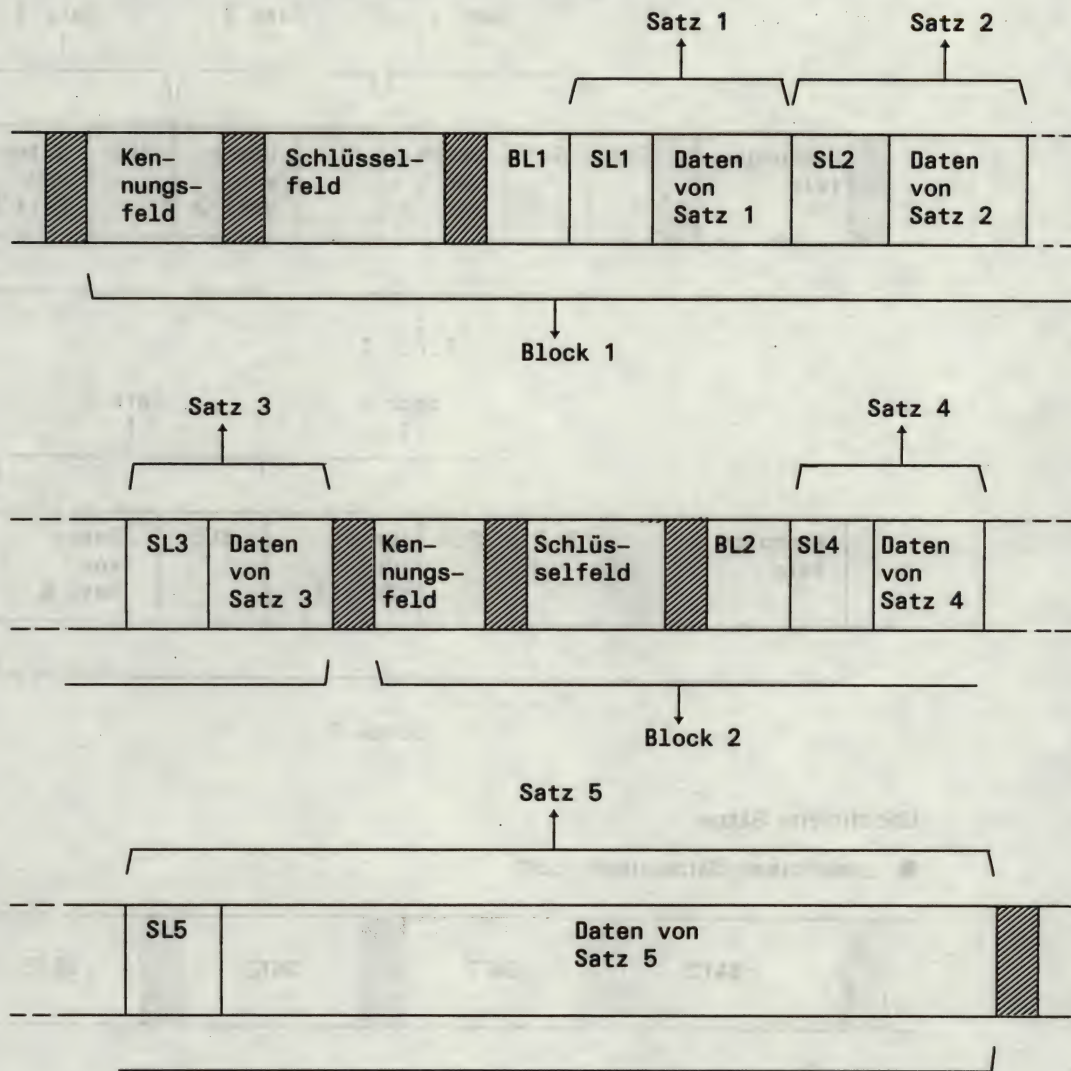 Satz 1 Satz 2
Ken- Schlüssel- BL1 SL1 Daten SL2 Daten
nungs- feld von von
feld Satz 1 Satz 2
Block 1
Satz 3 Satz 4
SL3 Daten Ken- Schlüs- BL2 SL4 Daten
von nungs- selfeld von
Satz 3 feld Satz 4
Block 2
Satz 5
SL5 Daten von
Satz 5